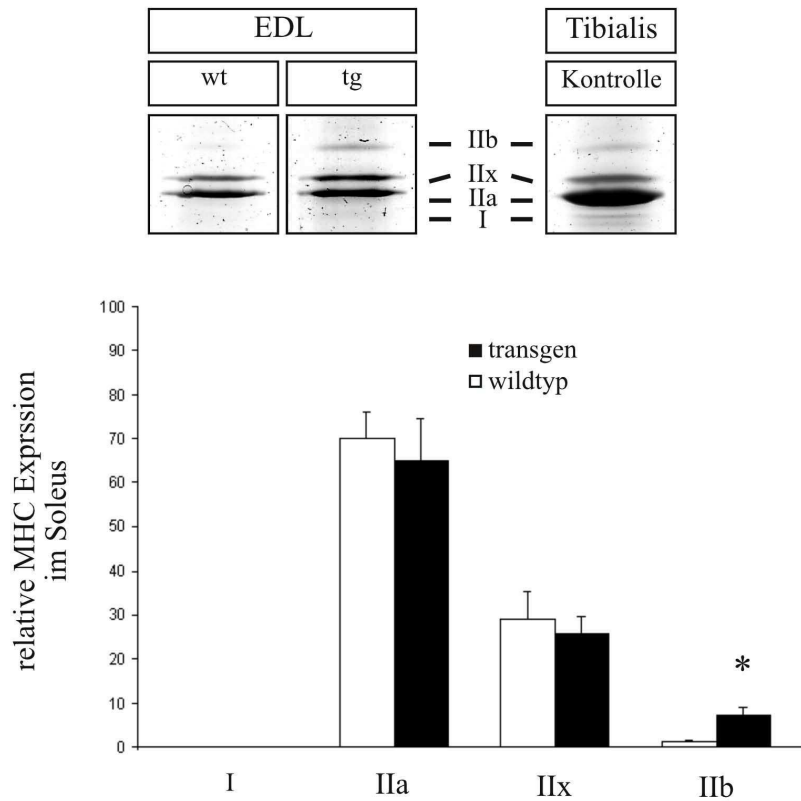 EDL
Tibialis
wt
tg
Kontrolle
IIb
IIx
IIa
I
100
90
80
70
60
50
40
30
20
10
0
relative MHC Exprssion
im Soleus
transgen
wildtyp
*
I
IIa
IIx
IIb